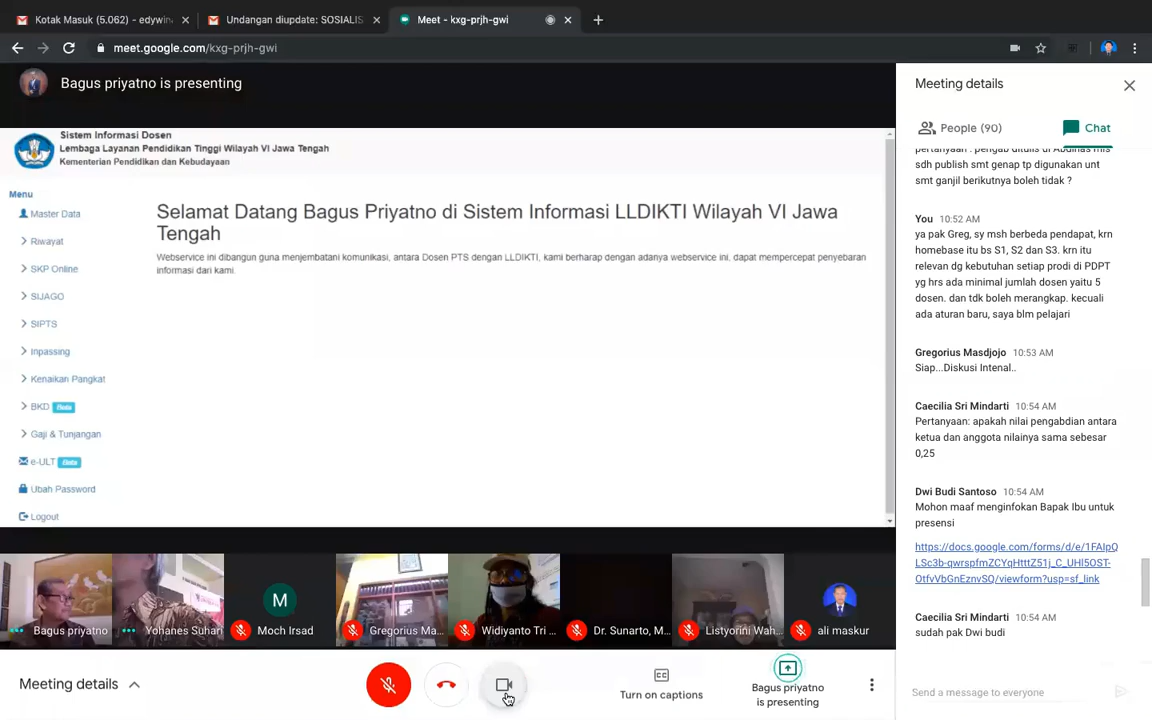 Kotak Masuk (5.062) - edywin
Undangan diupdate: SOSIALIS
Meet - kxg-prjh-gwi
meet.google.com/kxg-prjh-gwi
Bagus priyatno is presenting
Sistem Informasi Dosen
Lembaga Layanan Pendidikan Tinggi Wilayah VI Jawa Tengah
Kementerian Pendidikan dan Kebudayaan
Menu
Master Data
Riwayat
SKP Online
SIJAGO
SIPTS
Inpassing
Kenaikan Pangkat
BKD Beta
Gaji & Tunjangan
e-ULT Beta
Ubah Password
Logout
Selamat Datang Bagus Priyatno di Sistem Informasi LLDIKTI Wilayah VI Jawa
Tengah
Webservice ini dibangun guna menjembatani komunikasi, antara Dosen PTS dengan LLDIKTI, kami berharap dengan adanya webservice ini, dapat mempercepat penyebaran
informasi dari kami.
Bagus priyatno
Yohanes Suhari
M
Moch Irsad
Gregorius Ma...
Widiyanto Tri ...
Dr. Sunarto, M...
Listyorini Wah...
ali maskur
Meeting details
Turn on captions
Bagus priyatno
is presenting
Meeting details
People (90)
Chat
sdh publish smt genap tp digunakan unt
smt ganjil berikutnya boleh tidak ?
You 10:52 AM
ya pak Greg, sy msh berbeda pendapat, krn
homebase itu bs S1, S2 dan S3. krn itu
relevan dg kebutuhan setiap prodi di PDPT
yg hrs ada minimal jumlah dosen yaitu 5
dosen. dan tdk boleh merangkap. kecuali
ada aturan baru, saya blm pelajari
Gregorius Masdjojo 10:53 AM
Siap...Diskusi Intenal..
Caecilia Sri Mindarti 10:54 AM
Pertanyaan: apakah nilai pengabdian antara
ketua dan anggota nilainya sama sebesar
0,25
Dwi Budi Santoso 10:54 AM
Mohon maaf menginfokan Bapak Ibu untuk
presensi
https://docs.google.com/forms/d/e/1FAIpQ
LSc3b-qwrspfmZCYqHtttZ51j_C_UHI5OST-
OtfvVbGnEznvSQ/viewform?usp=sf_link
Caecilia Sri Mindarti 10:54 AM
sudah pak Dwi budi
Send a message to everyone